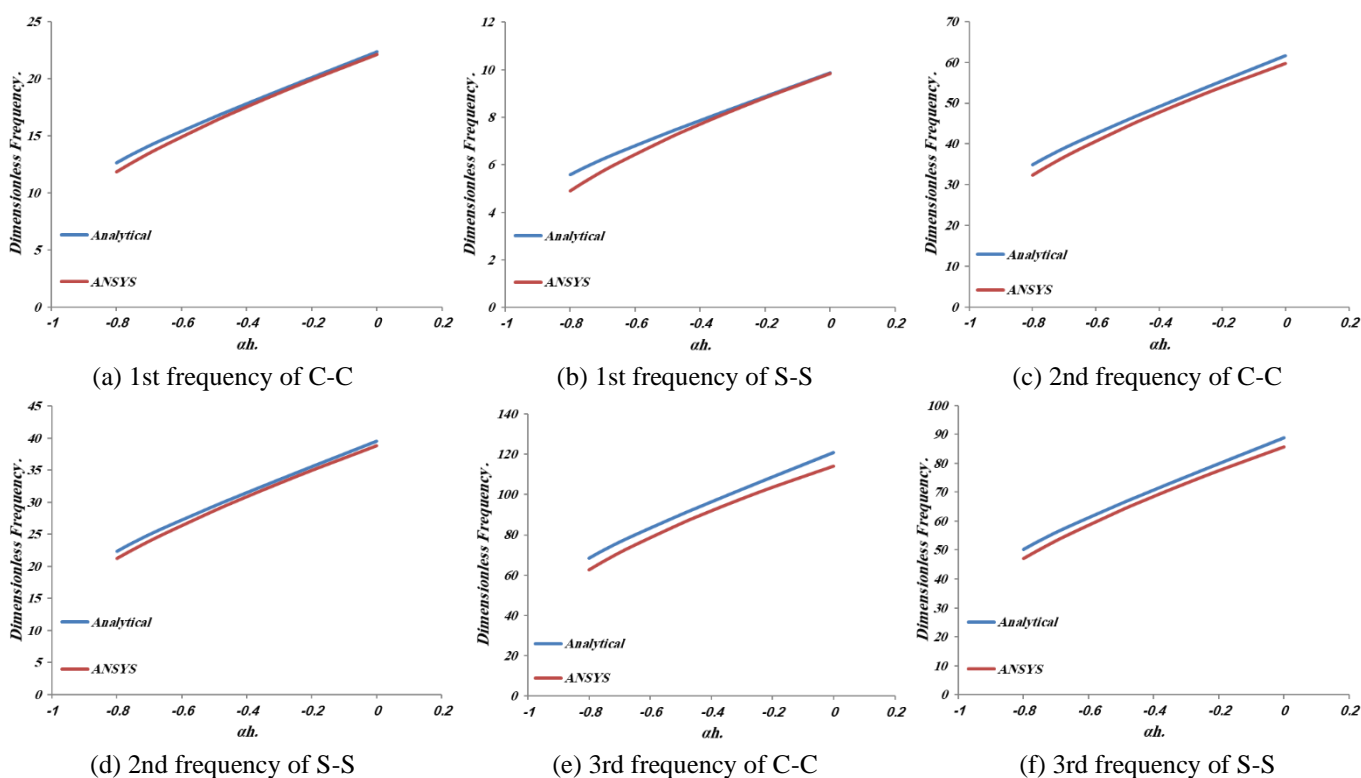 25
20
15
10
5
0
-1 -0.8 -0.6 -0.4 -0.2 0 0.2
Dimensionless Frequency .
αh.
Analytical
ANSYS
(a) 1st frequency of C-C
12
10
8
6
4
2
0
-1 -0.8 -0.6 -0.4 -0.2 0 0.2
Dimensionless Frequency .
αh.
Analytical
ANSYS
(b) 1st frequency of S-S
70
60
50
40
30
20
10
0
-1 -0.8 -0.6 -0.4 -0.2 0 0.2
Dimensionless Frequency .
αh.
Analytical
ANSYS
(c) 2nd frequency of C-C
45
40
35
30
25
20
15
10
5
0
-1 -0.8 -0.6 -0.4 -0.2 0 0.2
Dimensionless Frequency .
αh.
Analytical
ANSYS
(d) 2nd frequency of S-S
140
120
100
80
60
40
20
0
-1 -0.8 -0.6 -0.4 -0.2 0 0.2
Dimensionless Frequency .
αh.
Analytical
ANSYS
(e) 3rd frequency of C-C
100
90
80
70
60
50
40
30
20
10
0
-1 -0.8 -0.6 -0.4 -0.2 0 0.2
Dimensionless Frequency .
αh.
Analytical
ANSYS
(f) 3rd frequency of S-S